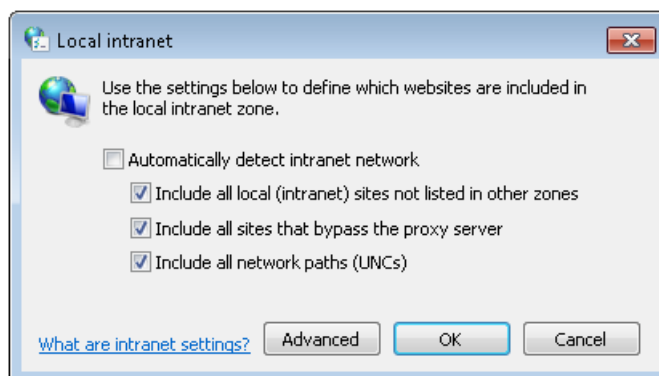 Local intranet
Use the settings below to define which websites are included in
the local intranet zone.
Automatically detect intranet network
Include all local (intranet) sites not listed in other zones
Include all sites that bypass the proxy server
Include all network paths (UNCs)
What are intranet settings? Advanced OK Cancel